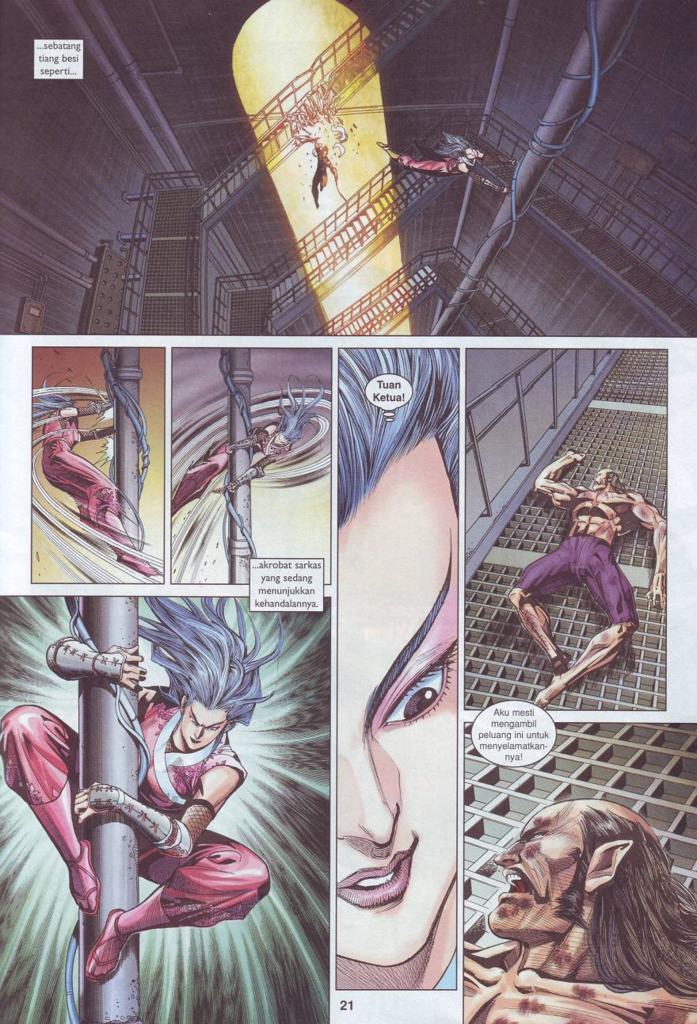 ...sebatang
tiang besi
seperti...
...akrobat sarkas
yang sedang
menunjukkan
kehandalannya.
Tuan
Ketua!
Aku mesti
mengambil
peluang ini untuk
menyelamatkan-
nya!
21